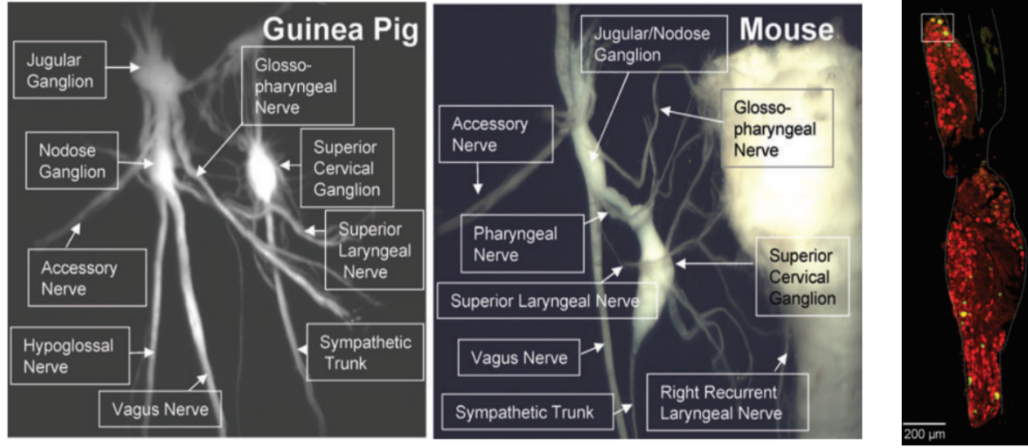 Guinea Pig
Jugular
Ganglion
Glosso-
pharyngeal
Nerve
Nodose
Ganglion
Superior
Cervical
Ganglion
Superior
Laryngeal
Nerve
Accessory
Nerve
Hypoglossal
Nerve
Sympathetic
Trunk
Vagus Nerve
Mouse
Jugular/Nodose
Ganglion
Accessory
Nerve
Glosso-
pharyngeal
Nerve
Pharyngeal
Nerve
Superior
Cervical
Ganglion
Superior Laryngeal Nerve
Vagus Nerve
Right Recurrent
Laryngeal Nerve
Sympathetic Trunk
200 µm